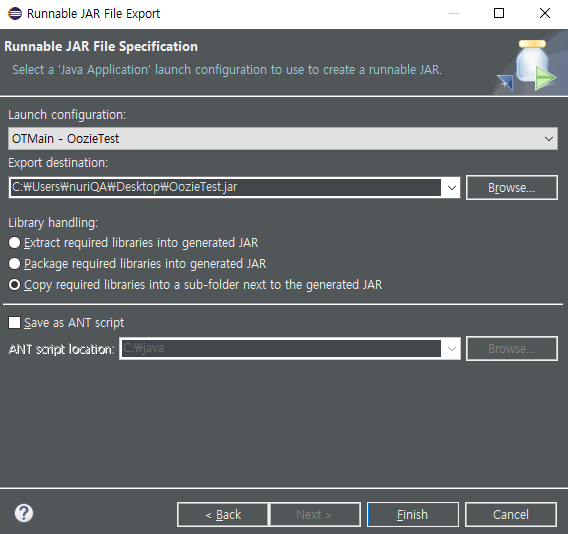 Runnable JAR File Export
Runnable JAR File Specification
Select a 'Java Application' launch configuration to use to create a runnable JAR.
Launch configuration:
OTMain - OozieTest
Export destination:
C:₩Users₩nuriQA₩Desktop₩OozieTest.jar
Browse...
Library handling:
Extract required libraries into generated JAR
Package required libraries into generated JAR
Copy required libraries into a sub-folder next to the generated JAR
Save as ANT script
ANT script location:
C:₩java
Browse...
?
< Back
Next >
Finish
Cancel